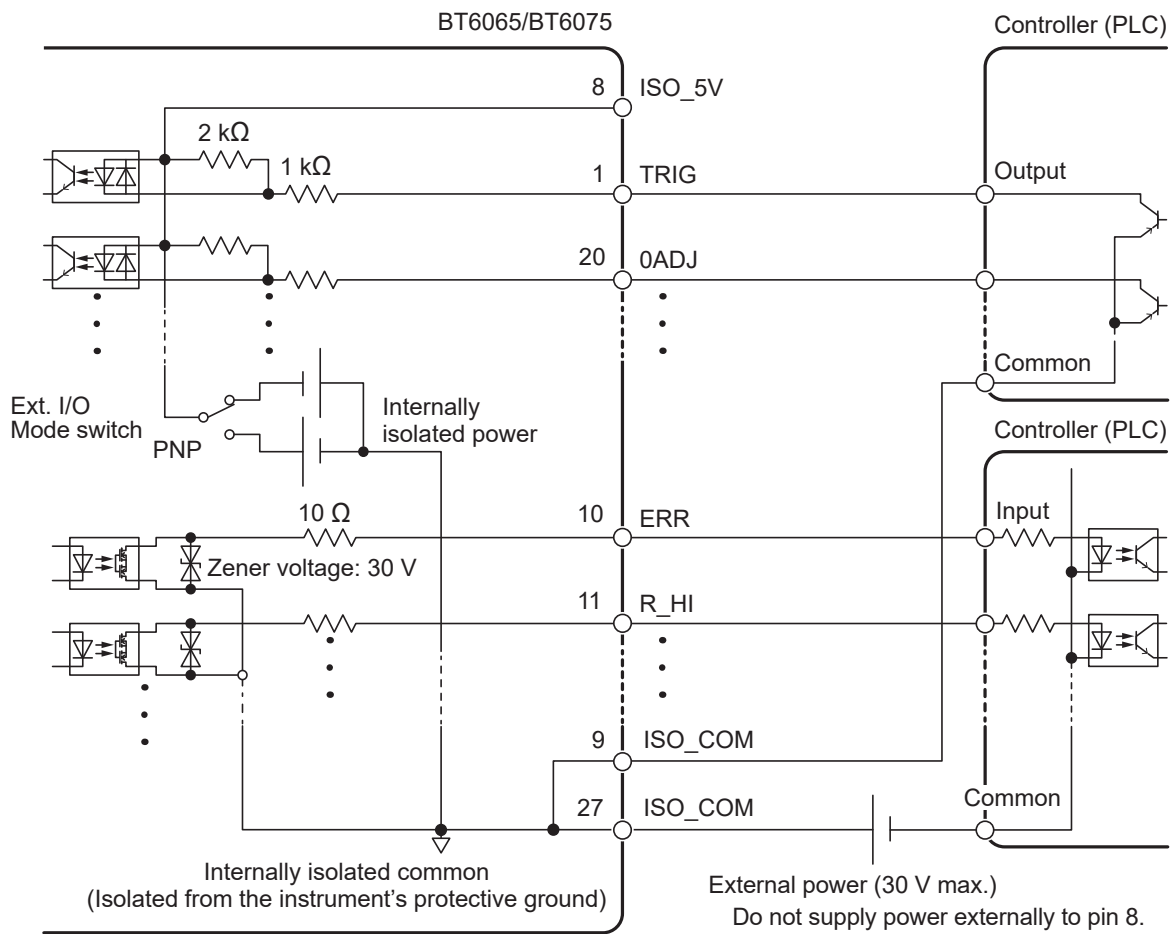 BT6065/BT6075
Controller (PLC)
8
ISO_5V
2 kΩ
1 kΩ
1
TRIG
Output
20
0ADJ
Common
Ext. I/O
Mode switch
PNP
Internally
isolated power
Controller (PLC)
10 Ω
10
ERR
Input
Zener voltage: 30 V
11
R_HI
9
ISO_COM
27
ISO_COM
Common
Internally isolated common
(Isolated from the instrument’s protective ground)
External power (30 V max.)
Do not supply power externally to pin 8.